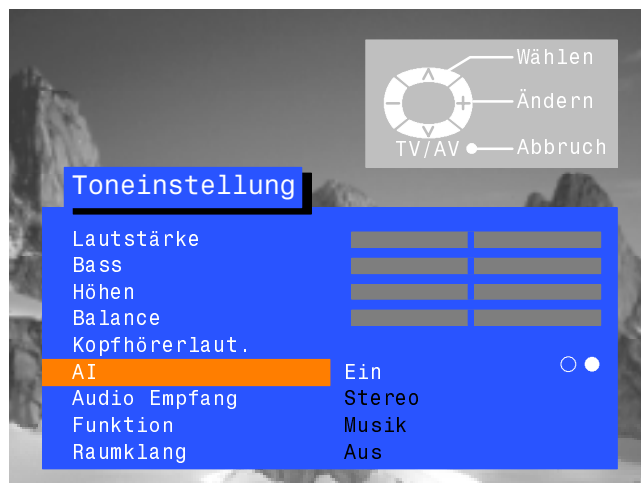 Wählen
Ändern
TV/AV Abbruch
Toneinstellung
Lautstärke
Bass
Höhen
Balance
Kopfhörerlaut.
AI Ein
Audio Empfang Stereo
Funktion Musik
Raumklang Aus